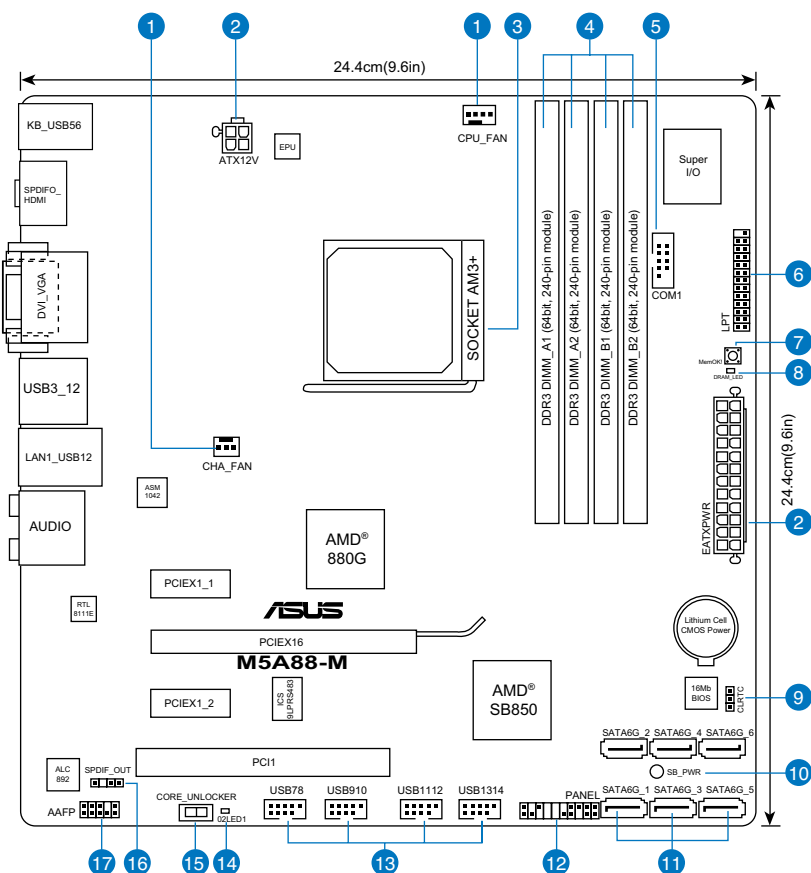 1
2
1
3
4
5
24.4cm(9.6in)
KB_USB56
ATX12V
EPU
CPU_FAN
Super
I/O
SPDIFO_
HDMI
DVI_VGA
SOCKET AM3+
DDR3 DIMM_A1 (64bit, 240-pin module)
DDR3 DIMM_A2 (64bit, 240-pin module)
DDR3 DIMM_B1 (64bit, 240-pin module)
DDR3 DIMM_B2 (64bit, 240-pin module)
COM1
LPT
6
7
MemOK!
8
DRAM_LED
USB3_12
24.4cm(9.6in)
1
CHA_FAN
LAN1_USB12
ASM
1042
AUDIO
AMD®
880G
EATXPWR
2
PCIEX1_1
RTL
8111E
ASUS
PCIEX16
M5A88-M
Lithium Cell
CMOS Power
PCIEX1_2
ICS
9LPRS483
AMD®
SB850
16Mb
BIOS
CLRTC
9
SATA6G_2
SATA6G_4
SATA6G_6
ALC
892
SPDIF_OUT
PCI1
SB_PWR
10
AAFP
CORE_UNLOCKER
02LED1
USB78
USB910
USB1112
USB1314
PANEL
SATA6G_1
SATA6G_3
SATA6G_5
17
16
15
14
13
12
11